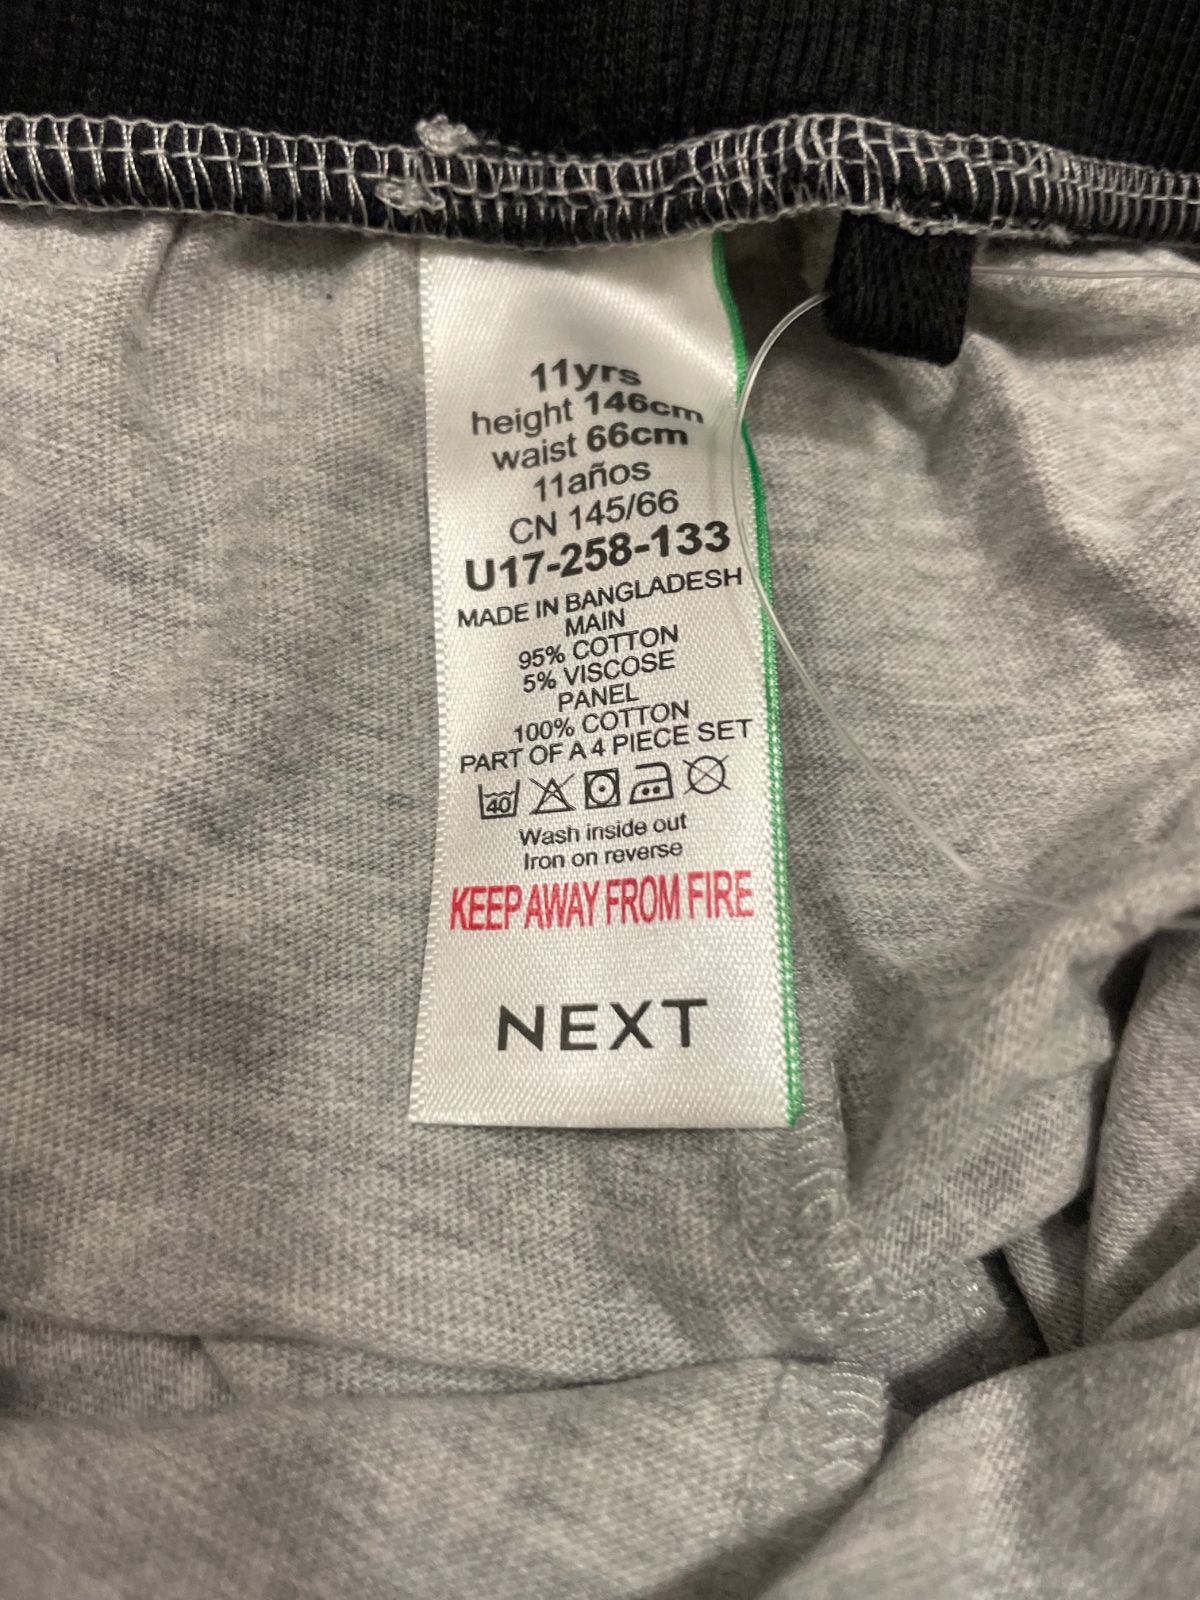 11yrs
height 146cm
waist 66cm
11años
CN 145/66
U17-258-133
MADE IN BANGLADESH
MAIN
95% COTTON
5% VISCOSE
PANEL
100% COTTON
PART OF A 4 PIECE SET
40
Wash inside out
Iron on reverse
KEEP AWAY FROM FIRE
NEXT